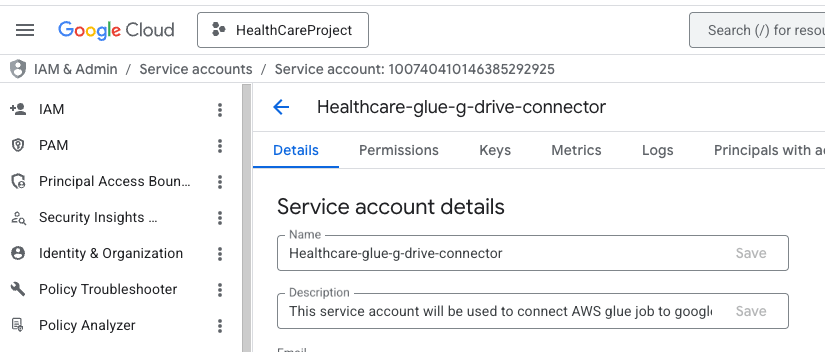 Google Cloud
HealthCareProject
Search (/) for resou
IAM & Admin / Service accounts / Service account: 100740410146385292925
IAM
PAM
Principal Access Boun...
Security Insights ...
Identity & Organization
Policy Troubleshooter
Policy Analyzer
Healthcare-glue-g-drive-connector
Details Permissions Keys Metrics Logs Principals with ac
Service account details
Name
Healthcare-glue-g-drive-connector Save
Description
This service account will be used to connect AWS glue job to google Save